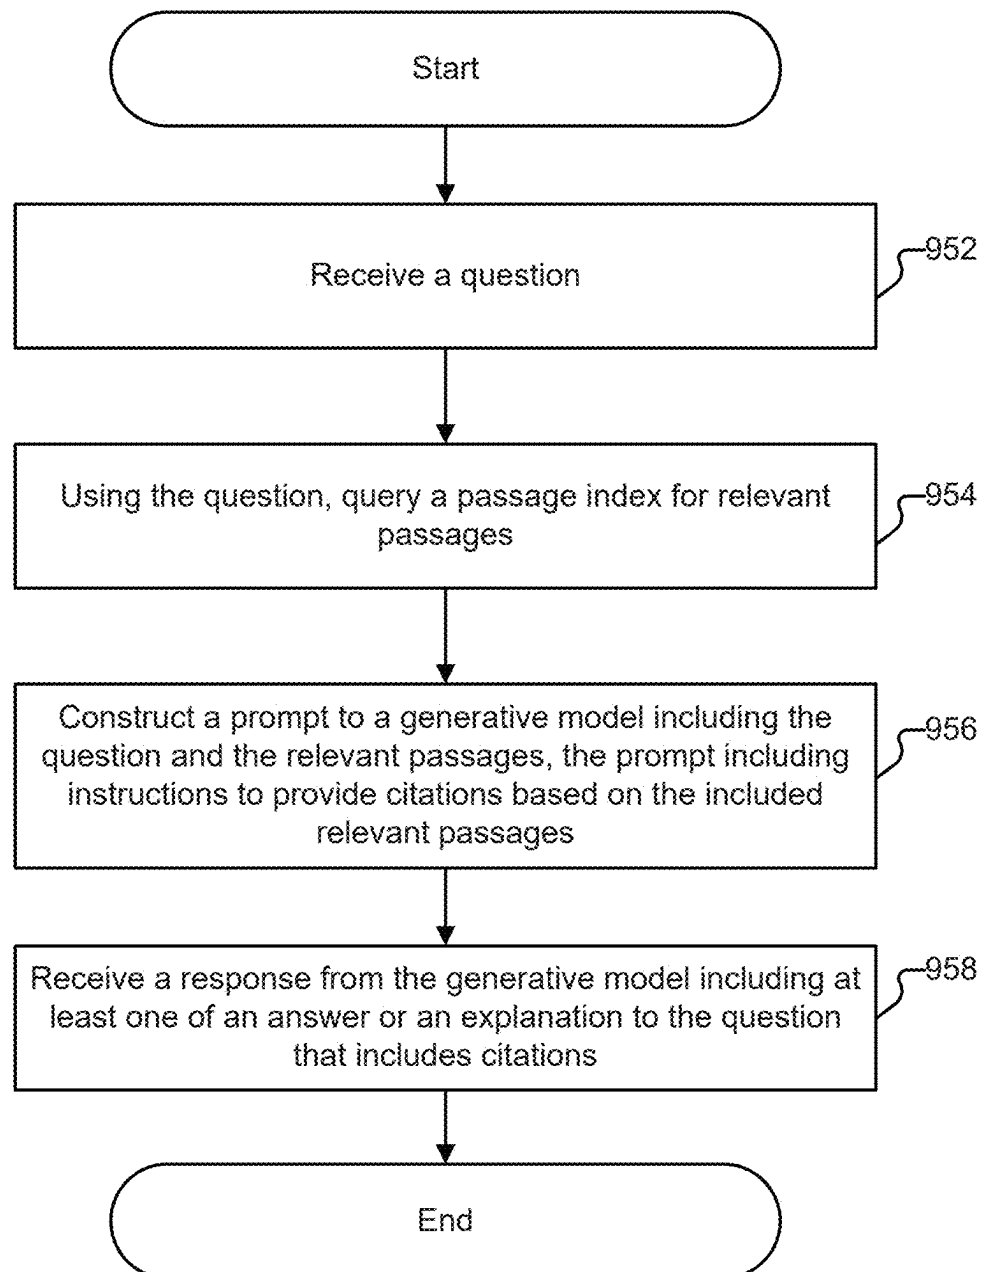 Start
Receive a question
952
Using the question, query a passage index for relevant
passages
954
Construct a prompt to a generative model including the
question and the relevant passages, the prompt including
instructions to provide citations based on the included
relevant passages
956
Receive a response from the generative model including at
least one of an answer or an explanation to the question
that includes citations
958
End